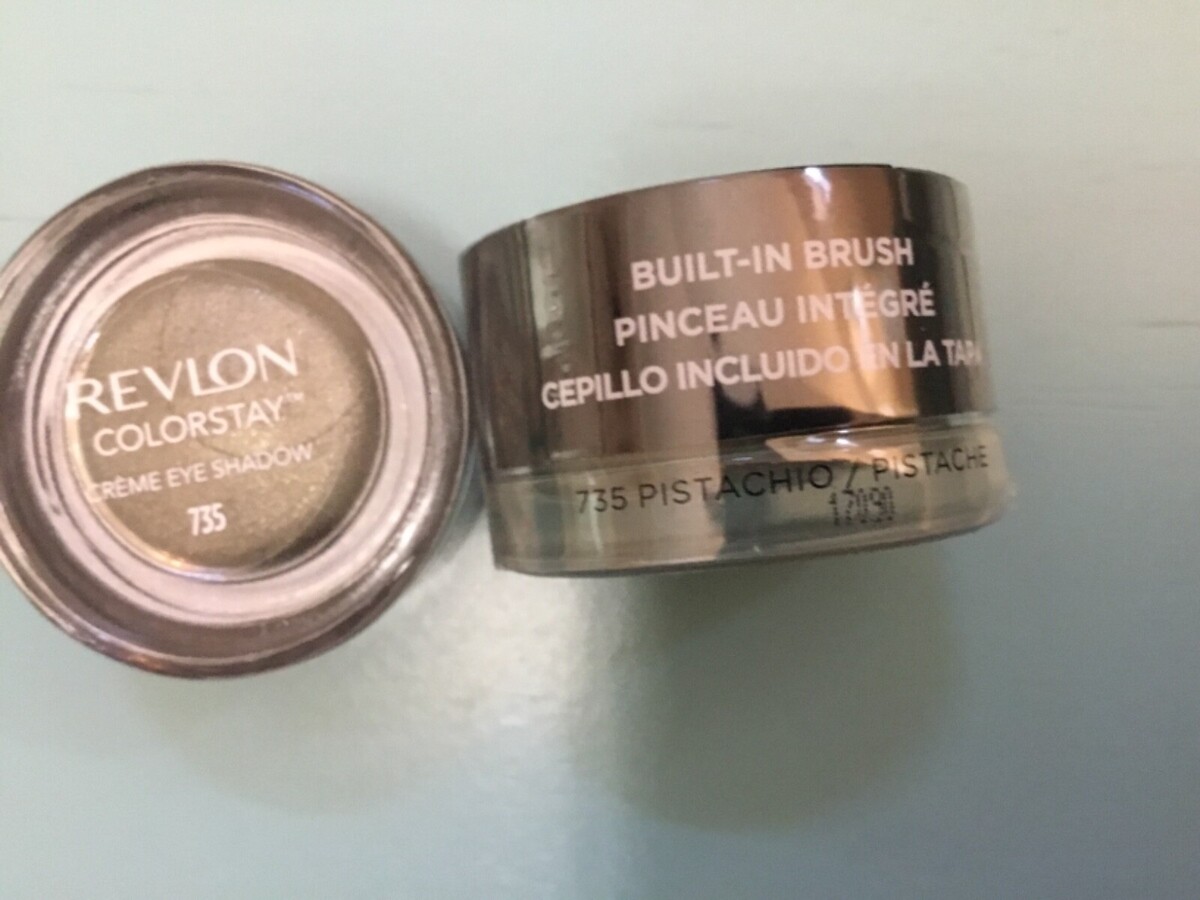 REVLON
COLORSTAY™
CRÈME EYE SHADOW
735
BUILT-IN BRUSH
PINCEAU INTÉGRÉ
CEPILLO INCLUIDO EN LA TAPA
735 PISTACHIO / PISTACHE
17090